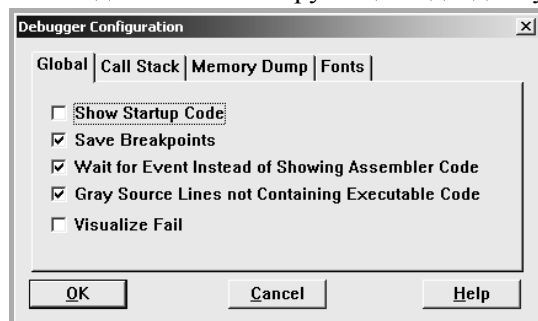 Debugger Configuration
Global Call Stack Memory Dump Fonts
Show Startup Code
Save Breakpoints
Wait for Event Instead of Showing Assembler Code
Gray Source Lines not Containing Executable Code
Visualize Fail
OK Cancel Help